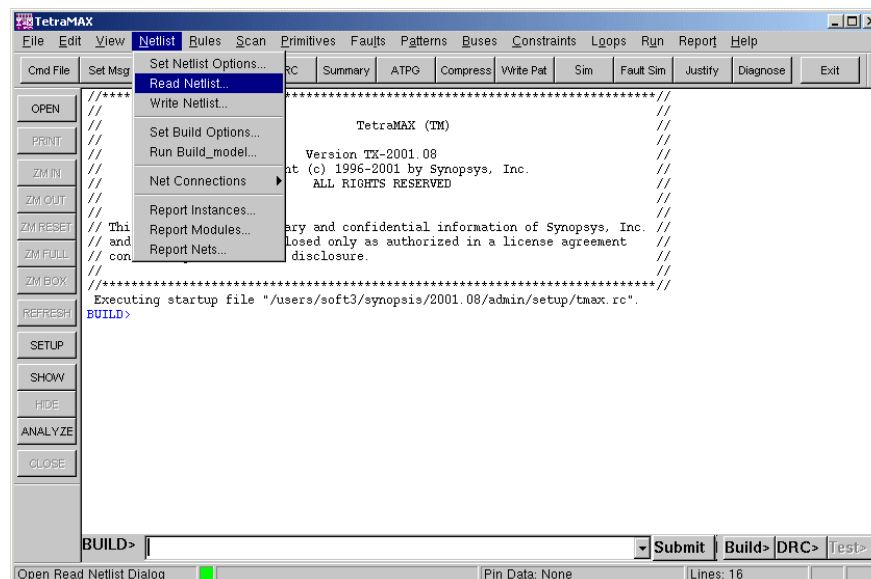 TetraMAX
File Edit View Netlist Rules Scan Primitives Faults Patterns Buses Constraints Loops Run Report Help
Cmd File Set Msg RC Summary ATPG Compress Write Pat Sim Fault Sim Justify Diagnose Exit
Set Netlist Options...
Read Netlist...
Write Netlist...
Set Build Options...
Run Build_model...
Net Connections
Report Instances...
Report Modules...
Report Nets...
OPEN
PRINT
ZM IN
ZM OUT
ZM RESET
ZM FULL
ZM BOX
REFRESH
SETUP
SHOW
HIDE
ANALYZE
CLOSE
//**** ******************************************************//
// //
// TetraMAX (TM) //
// //
// Version TX-2001.08 //
// ht (c) 1996-2001 by Synopsys, Inc. //
// ALL RIGHTS RESERVED //
// //
// //
// Thi ary and confidential information of Synopsys, Inc. //
// and losed only as authorized in a license agreement //
// con disclosure. //
// //
//*****************************************************************************//
Executing startup file "/users/soft3/synopsis/2001.08/admin/setup/tmax.rc".
BUILD>
BUILD> Submit Build> DRC> Test>
Open Read Netlist Dialog Pin Data: None Lines: 16